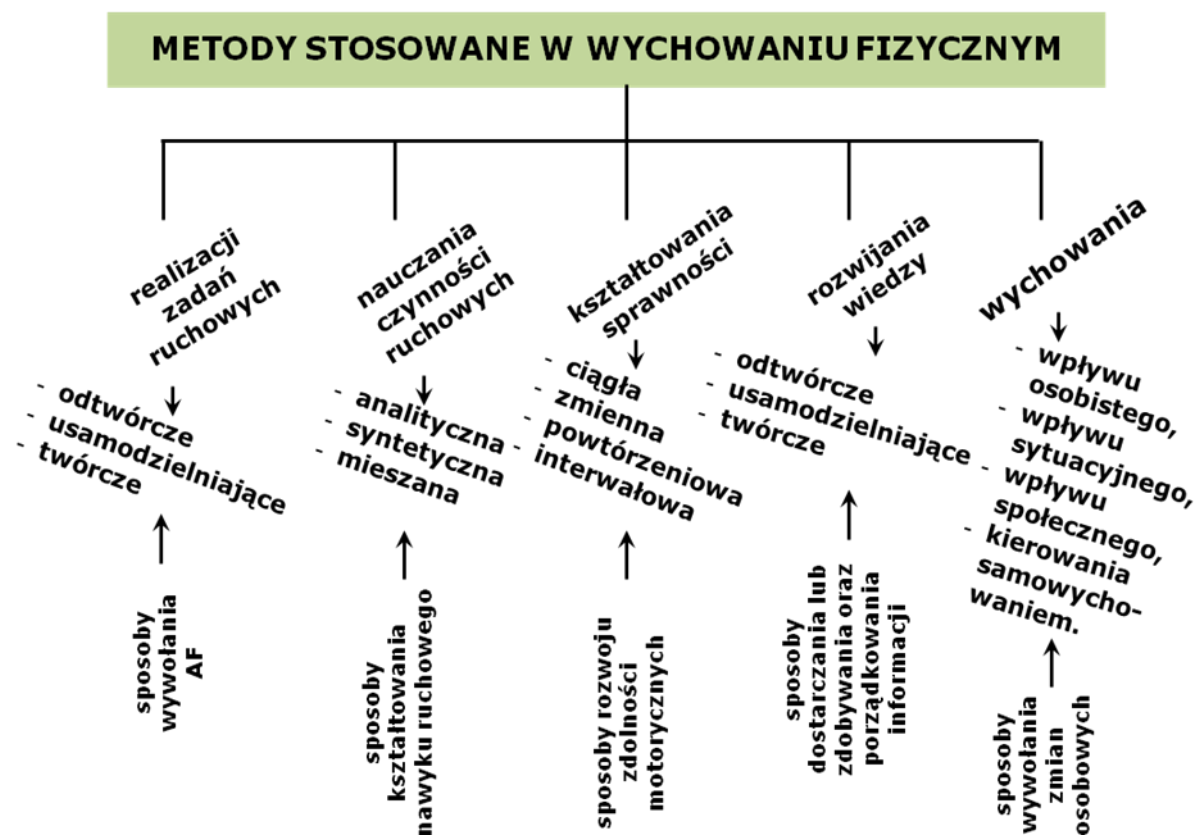 METODY STOSOWANE W WYCHOWANIU FIZYCZNYM
realizacji
zadań
ruchowych
- odtwórcze
- usamodzielniające
- twórcze
sposoby
wywołania
AF
nauczania
czynności
ruchowych
- analityczna
- syntetyczna
- mieszana
sposoby
kształtowania
nawyku ruchowego
kształtowania
sprawności
- ciągła
- zmienna
- powtórzeniowa
- interwałowa
sposoby rozwoju
zdolności
motorycznych
rozwijania
wiedzy
- odtwórcze
- usamodzielniające
- twórcze
sposoby
dostarczania lub
zdobywania oraz
porządkowania
informacji
wychowania
- wpływu
osobistego,
- wpływu
sytuacyjnego,
- wpływu
społecznego,
- kierowania
samowycho-
waniem.
sposoby
wywołania
zmian
osobowych